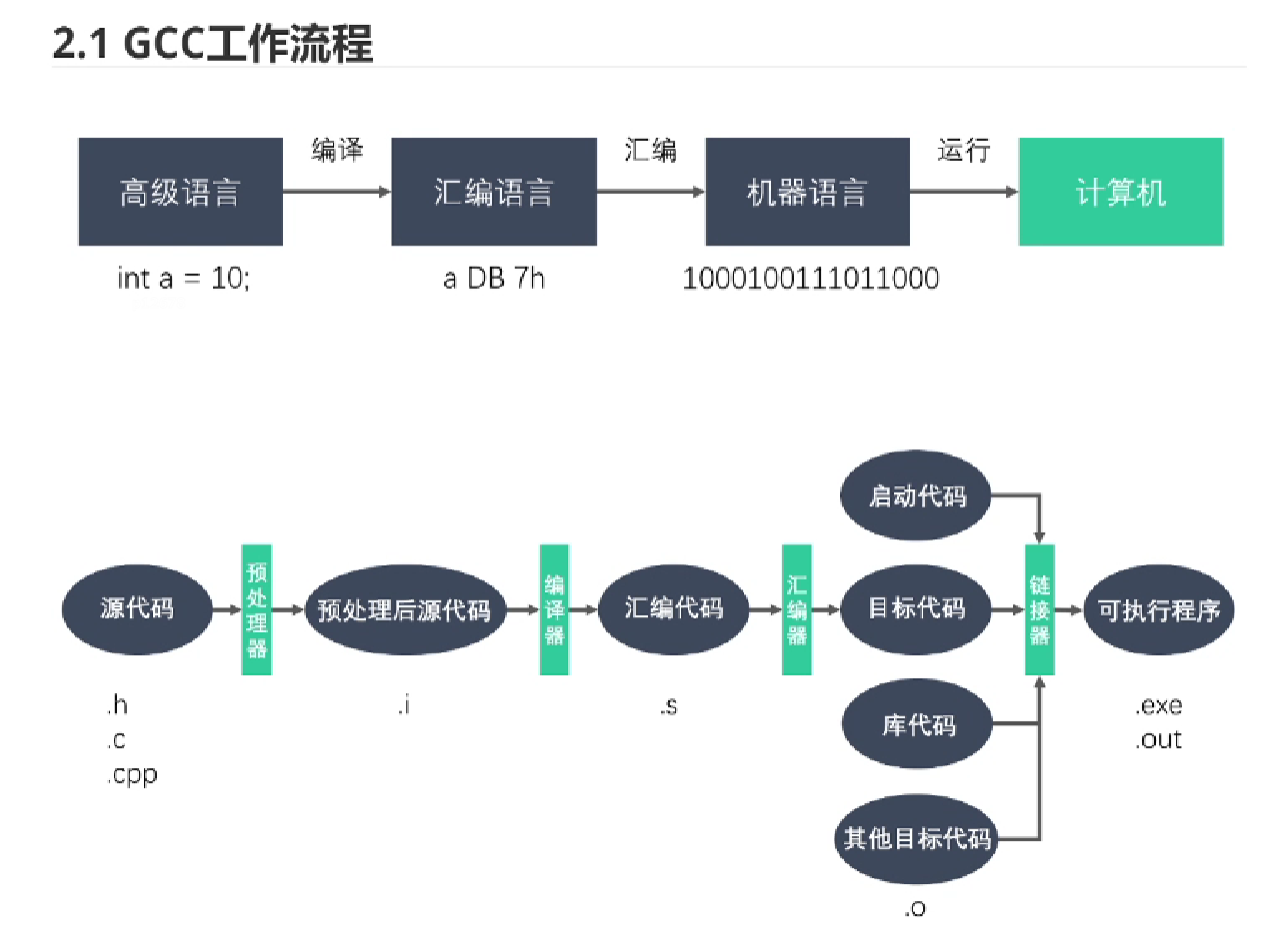 2.1 GCC工作流程
编译
汇编
运行
高级语言
汇编语言
机器语言
计算机
int a = 10;
a DB 7h
1000100111011000
启动代码
源代码
预处理器
预处理后源代码
编译器
汇编代码
汇编器
目标代码
链接器
可执行程序
.h
.c
.cpp
.i
.s
库代码
.exe
.out
其他目标代码
.o